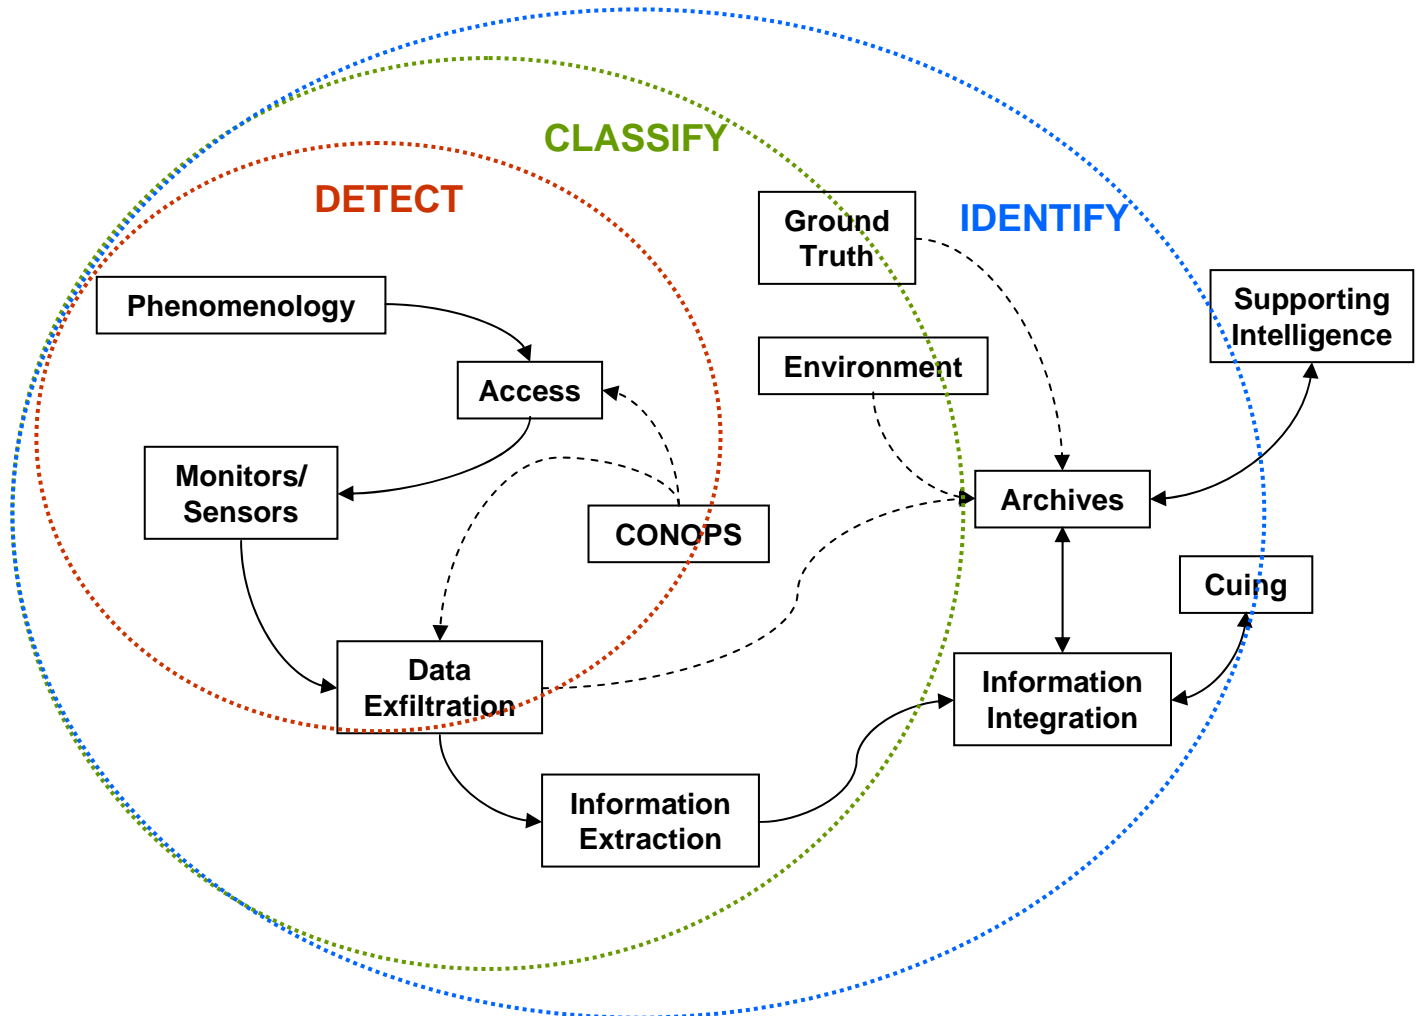 CLASSIFY
DETECT
IDENTIFY
Ground
Truth
Phenomenology
Supporting
Intelligence
Environment
Access
Monitors/
Sensors
Archives
CONOPS
Cuing
Data
Exfiltration
Information
Integration
Information
Extraction